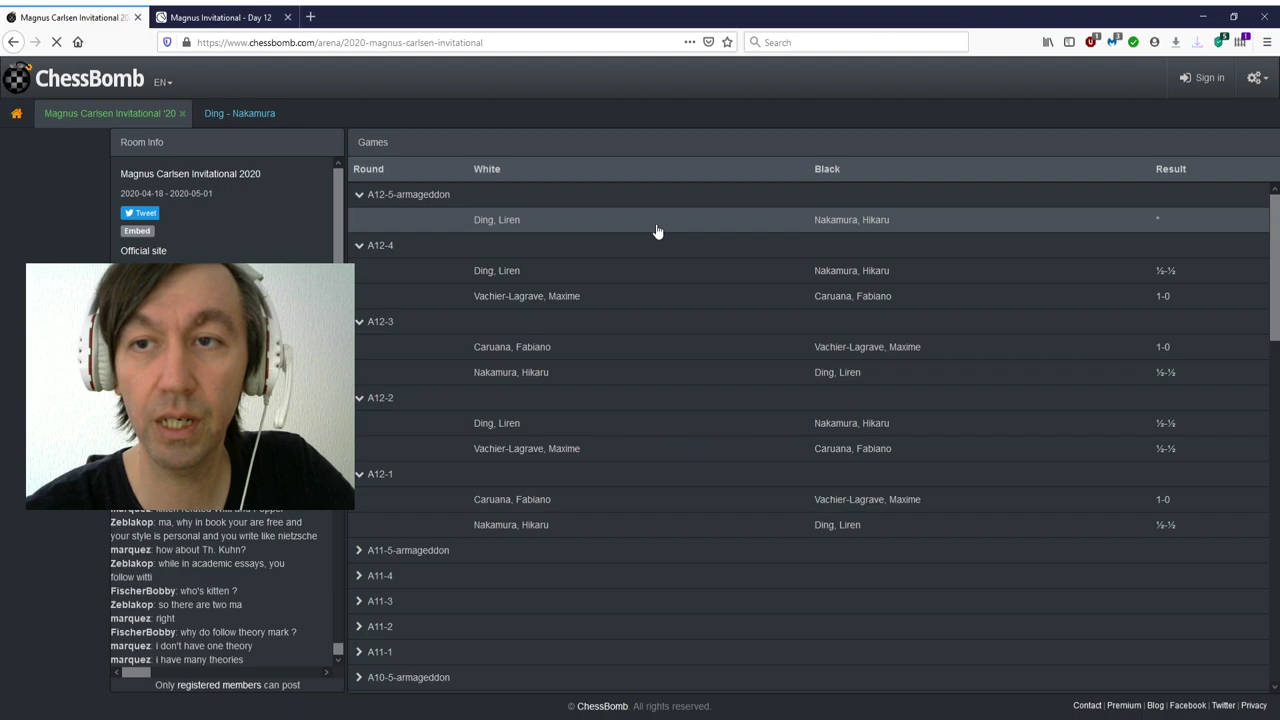 Magnus Carlsen Invitational 202
Magnus Invitational - Day 12
https://www.chessbomb.com/arena/2020-magnus-carlsen-invitational
Search
ChessBomb EN
Sign in
Magnus Carlsen Invitational '20
Ding - Nakamura
Room Info
Magnus Carlsen Invitational 2020
2020-04-18 - 2020-05-01
Tweet
Embed
Official site
Games
Round White Black Result
A12-5-armageddon
Ding, Liren Nakamura, Hikaru *
A12-4
Ding, Liren Nakamura, Hikaru ½-½
Vachier-Lagrave, Maxime Caruana, Fabiano 1-0
A12-3
Caruana, Fabiano Vachier-Lagrave, Maxime 1-0
Nakamura, Hikaru Ding, Liren ½-½
A12-2
Ding, Liren Nakamura, Hikaru ½-½
Vachier-Lagrave, Maxime Caruana, Fabiano ½-½
A12-1
Caruana, Fabiano Vachier-Lagrave, Maxime 1-0
Nakamura, Hikaru Ding, Liren ½-½
A11-5-armageddon
A11-4
A11-3
A11-2
A11-1
A10-5-armageddon
Zeblakop: ma, why in book your are free and
your style is personal and you write like nietzsche
marquez: how about Th. Kuhn?
Zeblakop: while in academic essays, you
follow witti
FischerBobby: who's kitten ?
Zeblakop: so there are two ma
marquez: right
FischerBobby: why do follow theory mark ?
marquez: i don't have one theory
marquez: i have many theories
Only registered members can post
© ChessBomb. All rights reserved.
Contact | Premium | Blog | Facebook | Twitter | Privacy